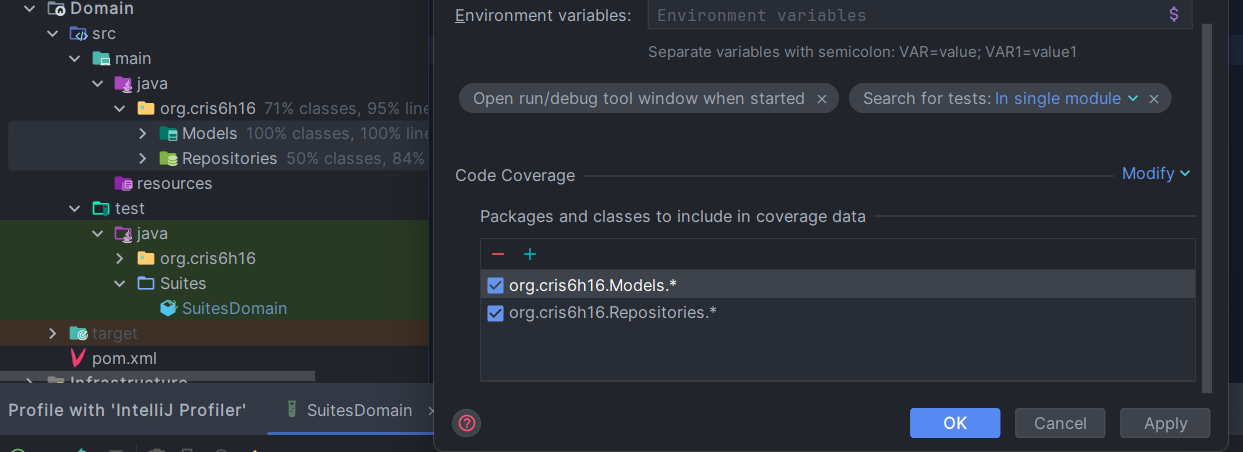 Domain
src
main
java
org.cris6h16 71% classes, 95% line
Models 100% classes, 100% line
Repositories 50% classes, 84%
resources
test
java
org.cris6h16
Suites
SuitesDomain
target
pom.xml
Infrastructure
Profile with 'IntelliJ Profiler'
SuitesDomain
Environment variables: Environment variables $
Separate variables with semicolon: VAR=value; VAR1=value1
Open run/debug tool window when started × Search for tests: In single module ×
Code Coverage Modify
Packages and classes to include in coverage data
org.cris6h16.Models.*
org.cris6h16.Repositories.*
? OK Cancel Apply